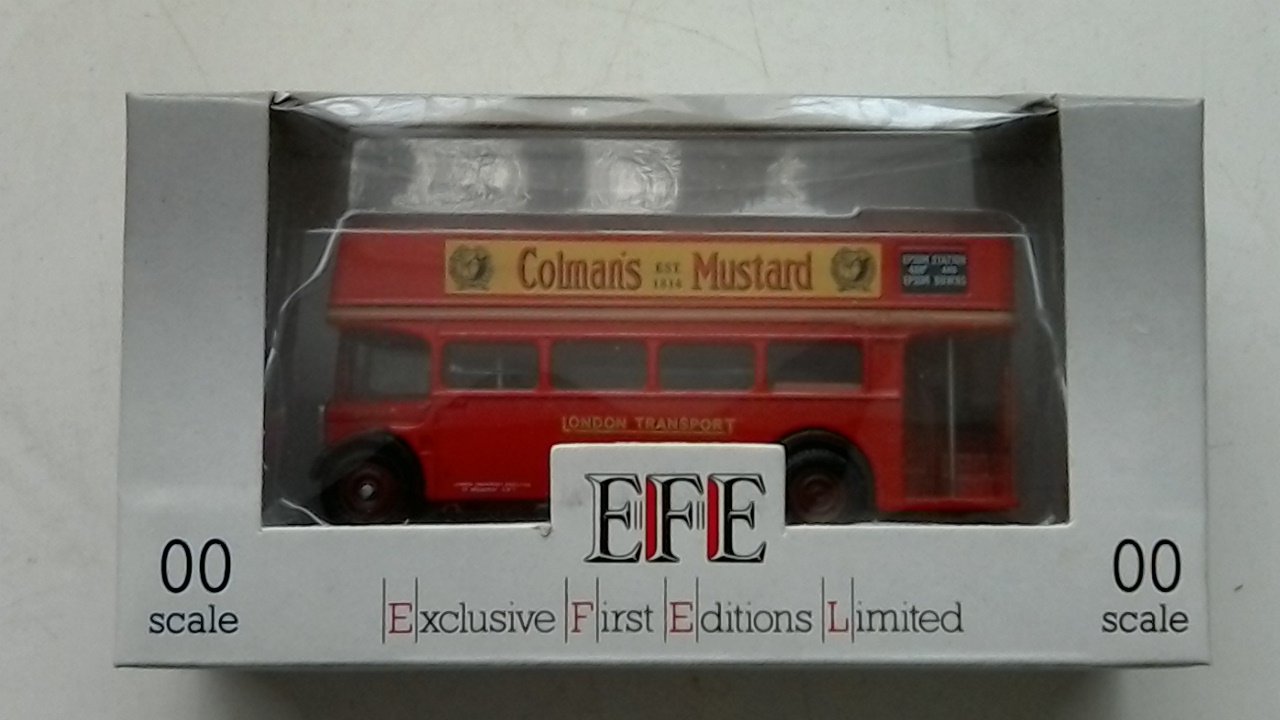 Colman's EST. 1814 Mustard
EPSOM STATION
AND
EPSOM DOWNS
LONDON TRANSPORT
EFE
00
scale
Exclusive First Editions Limited
00
scale